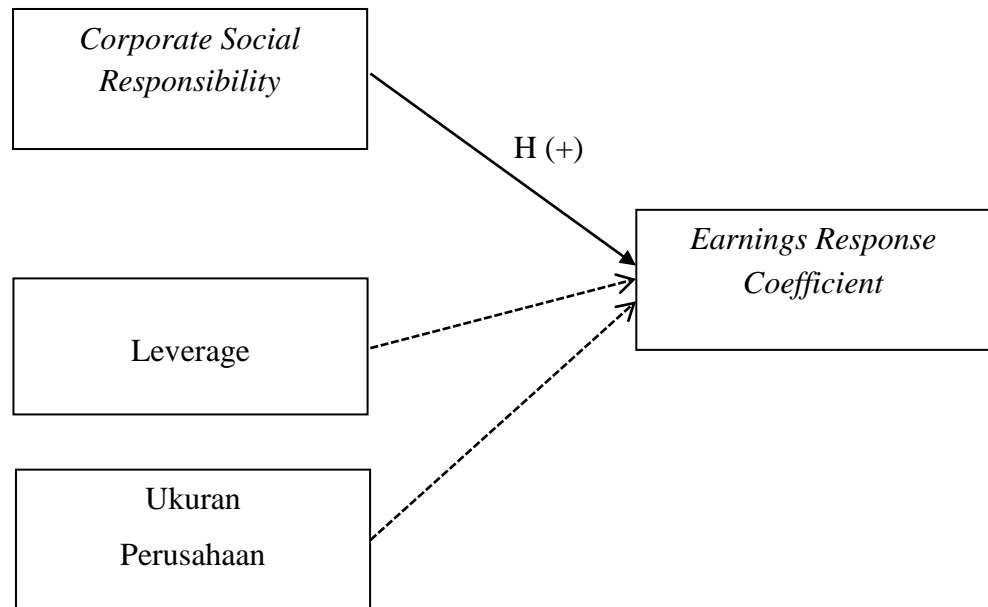 Corporate Social
Responsibility
H (+)
Earnings Response
Coefficient
Leverage
Ukuran
Perusahaan